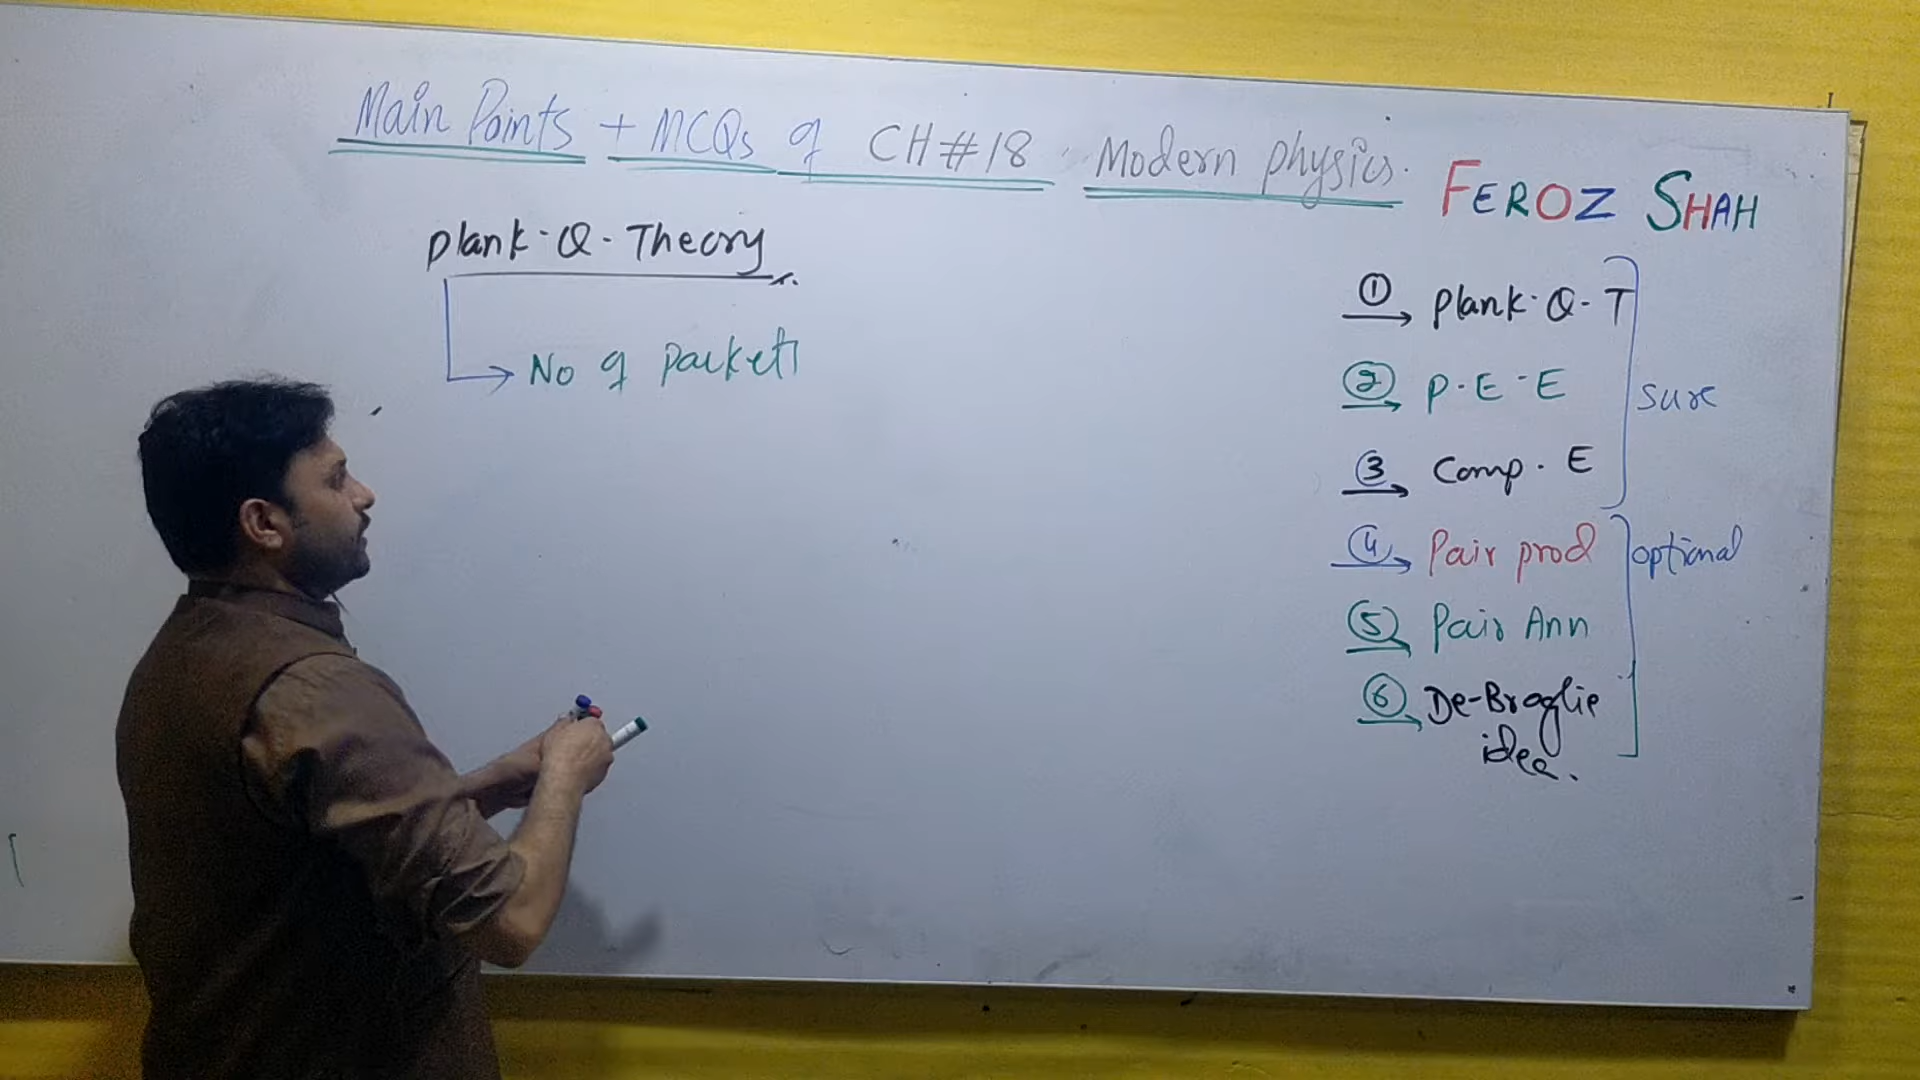 Main Points + MCQs of CH#18 Modern physics.
FEROZ SHAH
plank-Q-Theory
No of packets
① plank-Q-T
② P-E-E
③ Comp. E
sure
④ Pair prod
optional
⑤ Pair Ann
⑥ De-Broglie
idea.